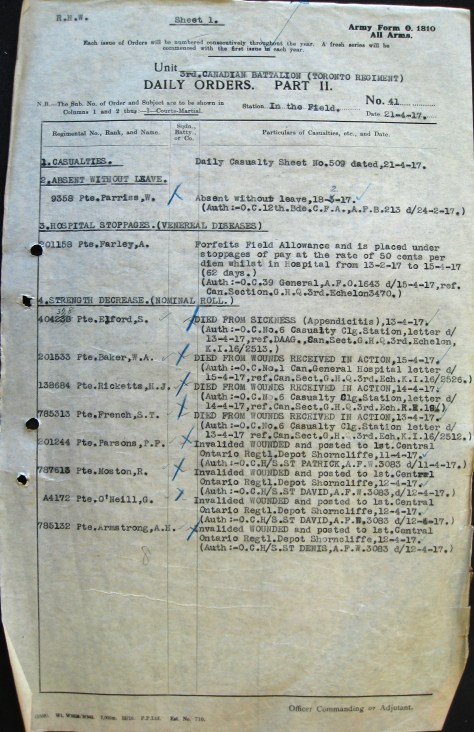 R.H.W.
Sheet 1.
Army Form O. 1810
All Arms.
Each issue of Orders will be numbered consecutively throughout the year. A fresh series will be
commenced with the first issue in each year.
Unit 3rd.CANADIAN BATTALION (TORONTO REGIMENT)
DAILY ORDERS. PART II.
N.B.—The Sub. No. of Order and Subject are to be shown in
Columns 1 and 2 thus :—1—Courts-Martial.
Station In the Field.
No. 41
Date 21-4-17.
Regimental No., Rank, and Name.
Sqdn., Battry. or Co.
Particulars of Casualties, etc., and Date.
1.CASUALTIES.
Daily Casualty Sheet No.509 dated,21-4-17.
2.ABSENT WITHOUT LEAVE.
9358 Pte.Parries,W.
Absent without leave,18-2-17.
(Auth:-O.C.12th.Bde.C.F.A.,A.F.B.213 d/24-2-17.)
3.HOSPITAL STOPPAGES.(VENEREAL DISEASES)
201158 Pte.Farley,A.
Forfeits Field Allowance and is placed under
stoppages of pay at the rate of 50 cents per
diem whilst in Hospital from 13-2-17 to 15-4-17
(62 days.)
(Auth:-O.C.39 General,A.F.O.1643 d/15-4-17,ref.
Can.Section.G.H.Q.3rd.Echelon3470.)
4.STRENGTH DECREASE.(NOMINAL ROLL.)
Pte.Elford,S.
DIED FROM SICKNESS (Appendicitis),13-4-17.
(Auth:-O.C.No.6 Casualty Clg.Station,letter d/
13-4-17,ref.DAAG.,Can.Sect.G.H.Q.3rd.Echelon,
K.I.16/2513.)
201533 Pte.Baker,W.A.
DIED FROM WOUNDS RECEIVED IN ACTION,15-4-17.
(Auth:-O.C.No.1 Can.General Hospital letter d/
15-4-17,ref.Can.Sect.G.H.Q.3rd.Ech.K.I.16/2526.)
138684 Pte.Ricketts,H.J.
DIED FROM WOUNDS RECEIVED IN ACTION,14-4-17.
(Auth:-O.C.No.6 Casualty Clg.Station letter d/
14-4-17,ref.Can.Sect.G.H.Q.3rd.Ech.
785313 Pte.French,S.T.
DIED FROM WOUNDS RECEIVED IN ACTION,13-4-17.
(Auth:-O.C.No.6 Casualty Clg.Station letter d/
13-4-17 ref.Can.Sect.G.H.Q.3rd.Ech,K.I.16/2512.)
201244 Pte.Parsons,P.P.
Invalided WOUNDED and posted to 1st.Central
Ontario Regtl.Depot Shorncliffe,11-4-17.
(Auth:-O.C.H/S.ST PATRICK,A.F.W.3083 d/11-4-17.)
787613 Pte.Hoston,R.
Invalided WOUNDED and posted to 1st.Central
Ontario Regtl.Depot Shorncliffe,12-4-17.
(Auth:-O.C.H/S.ST DAVID,A.F.W.3083,d/12-4-17.)
A4172 Pte.O'Neill,G.
Invalided WOUNDED and posted to 1st.Central
Ontario Regtl.Depot Shorncliffe,12-4-17.
(Auth:-O.C.H/S.ST DAVID,A.F.W.3083,d/12-4-17.)
785132 Pte.Armstrong,A.H.
Invalided WOUNDED and posted to 1st.Central
Ontario Regtl.Depot Shorncliffe,12-4-17.
(Auth:-O.C.H/S.ST DENIS,A.F.W.3083 d/12-4-17.)
8
Officer Commanding or Adjutant.